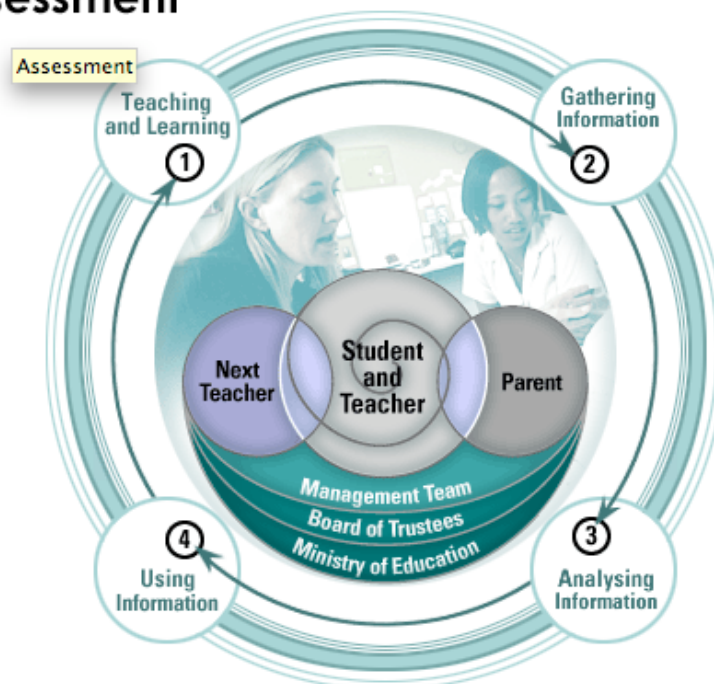 Assessment
Teaching
and Learning
1
Gathering
Information
2
Student
and
Teacher
Next
Teacher
Parent
Management Team
Board of Trustees
Ministry of Education
4
Using
Information
3
Analysing
Information